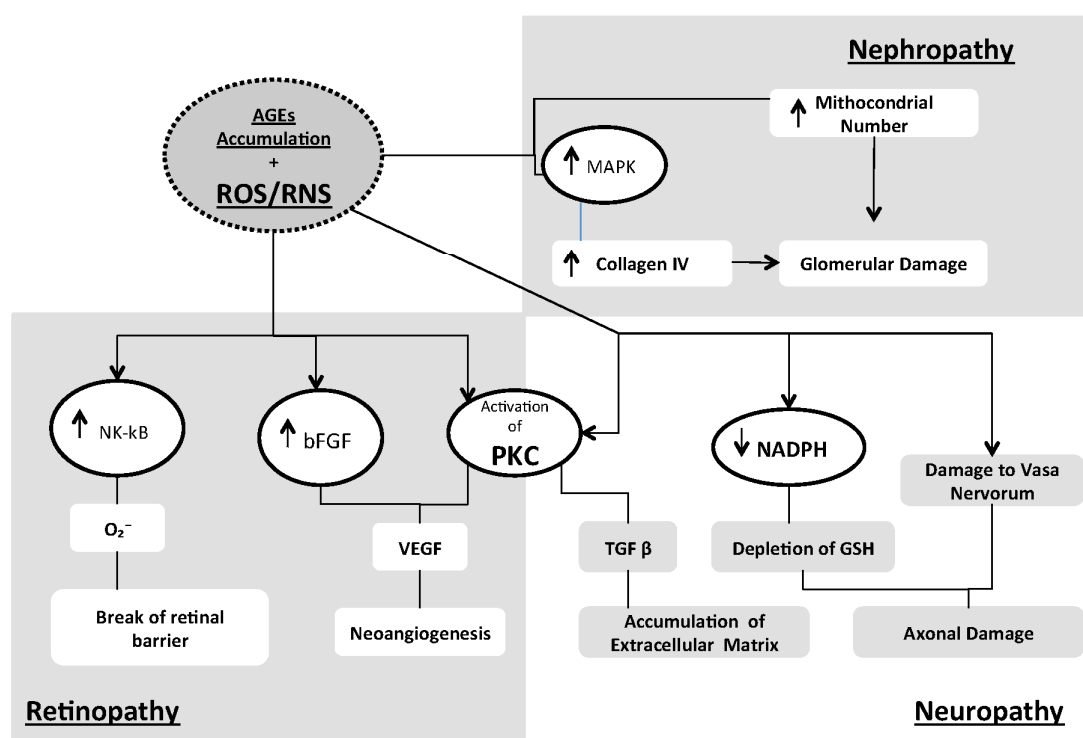 Nephropathy
AGEs
Accumulation
+
ROS/RNS
↑ Mithocondrial
Number
↑ MAPK
↑ Collagen IV
Glomerular Damage
↑ NK-kB
↑ bFGF
Activation
of
PKC
↓ NADPH
Damage to Vasa
Nervorum
O₂⁻
VEGF
TGF β
Depletion of GSH
Break of retinal
barrier
Neoangiogenesis
Accumulation of
Extracellular Matrix
Axonal Damage
Retinopathy
Neuropathy